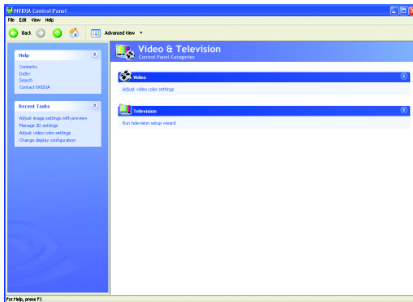 NVIDIA Control Panel
File Edit View Help
Back Advanced View
Help
Contents
Index
Search
Contact NVIDIA
Recent Tasks
Adjust image settings with preview
Manage 3D settings
Adjust video color settings
Change display configuration
Video & Television
Control Panel Categories
Video
Adjust video color settings
Television
Run television setup wizard
For Help, press F1